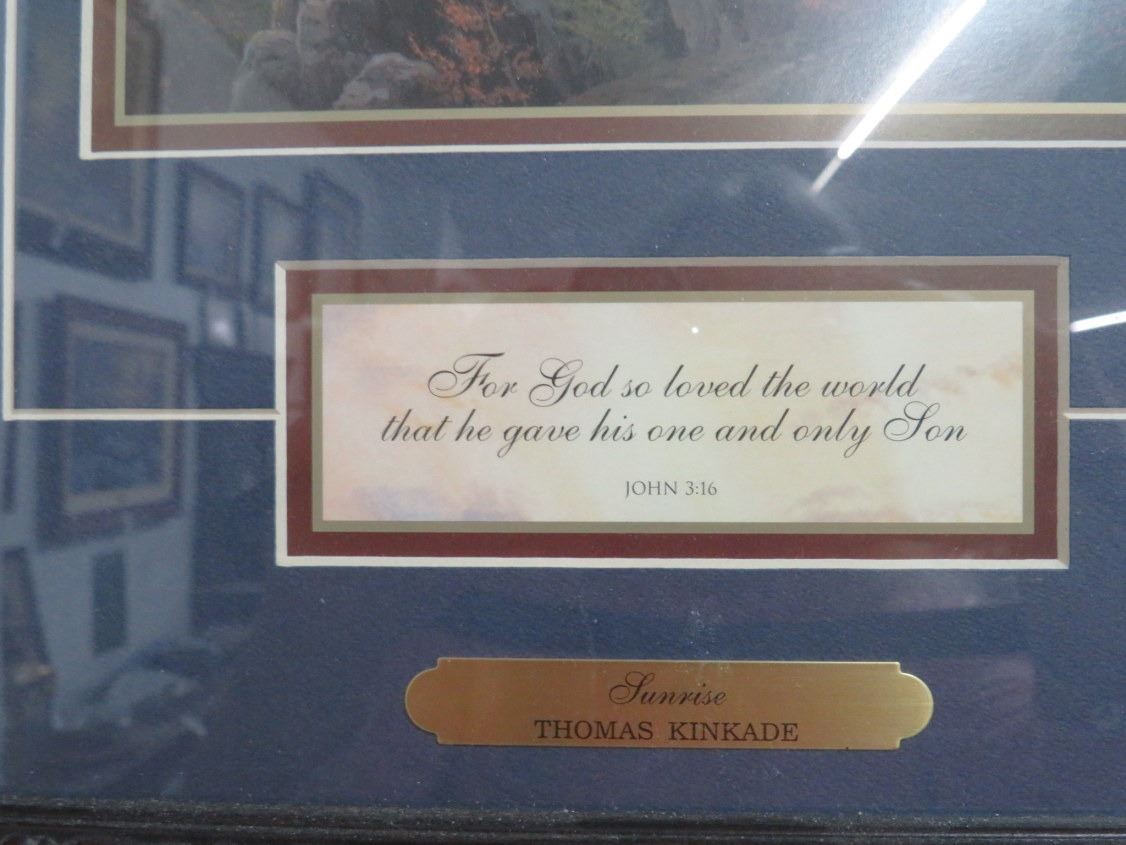 For God so loved the world
that he gave his one and only Son
JOHN 3:16
Sunrise
THOMAS KINKADE